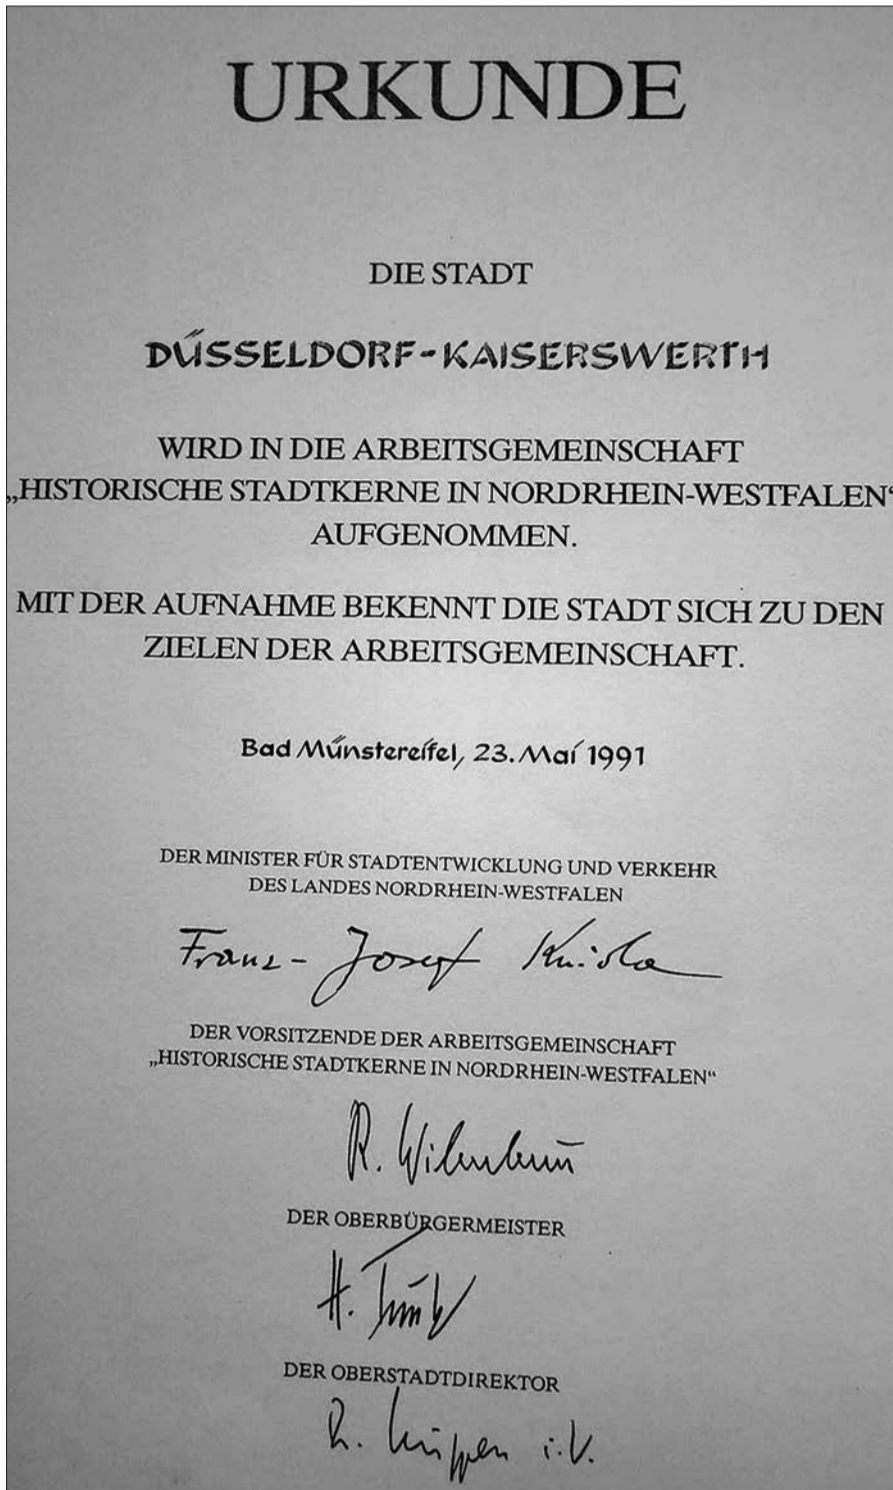 URKUNDE
DIE STADT
DÜSSELDORF-KAISERSWERTH
WIRD IN DIE ARBEITSGEMEINSCHAFT
„HISTORISCHE STADTKERNE IN NORDRHEIN-WESTFALEN“
AUFGENOMMEN.
MIT DER AUFNAHME BEKENNT DIE STADT SICH ZU DEN
ZIELEN DER ARBEITSGEMEINSCHAFT.
Bad Münstereifel, 23. Mai 1991
DER MINISTER FÜR STADTENTWICKLUNG UND VERKEHR
DES LANDES NORDRHEIN-WESTFALEN
Franz-Josef Kniola
DER VORSITZENDE DER ARBEITSGEMEINSCHAFT
„HISTORISCHE STADTKERNE IN NORDRHEIN-WESTFALEN“
R.
DER OBERBÜRGERMEISTER
H.
DER OBERSTADTDIREKTOR
i.V.